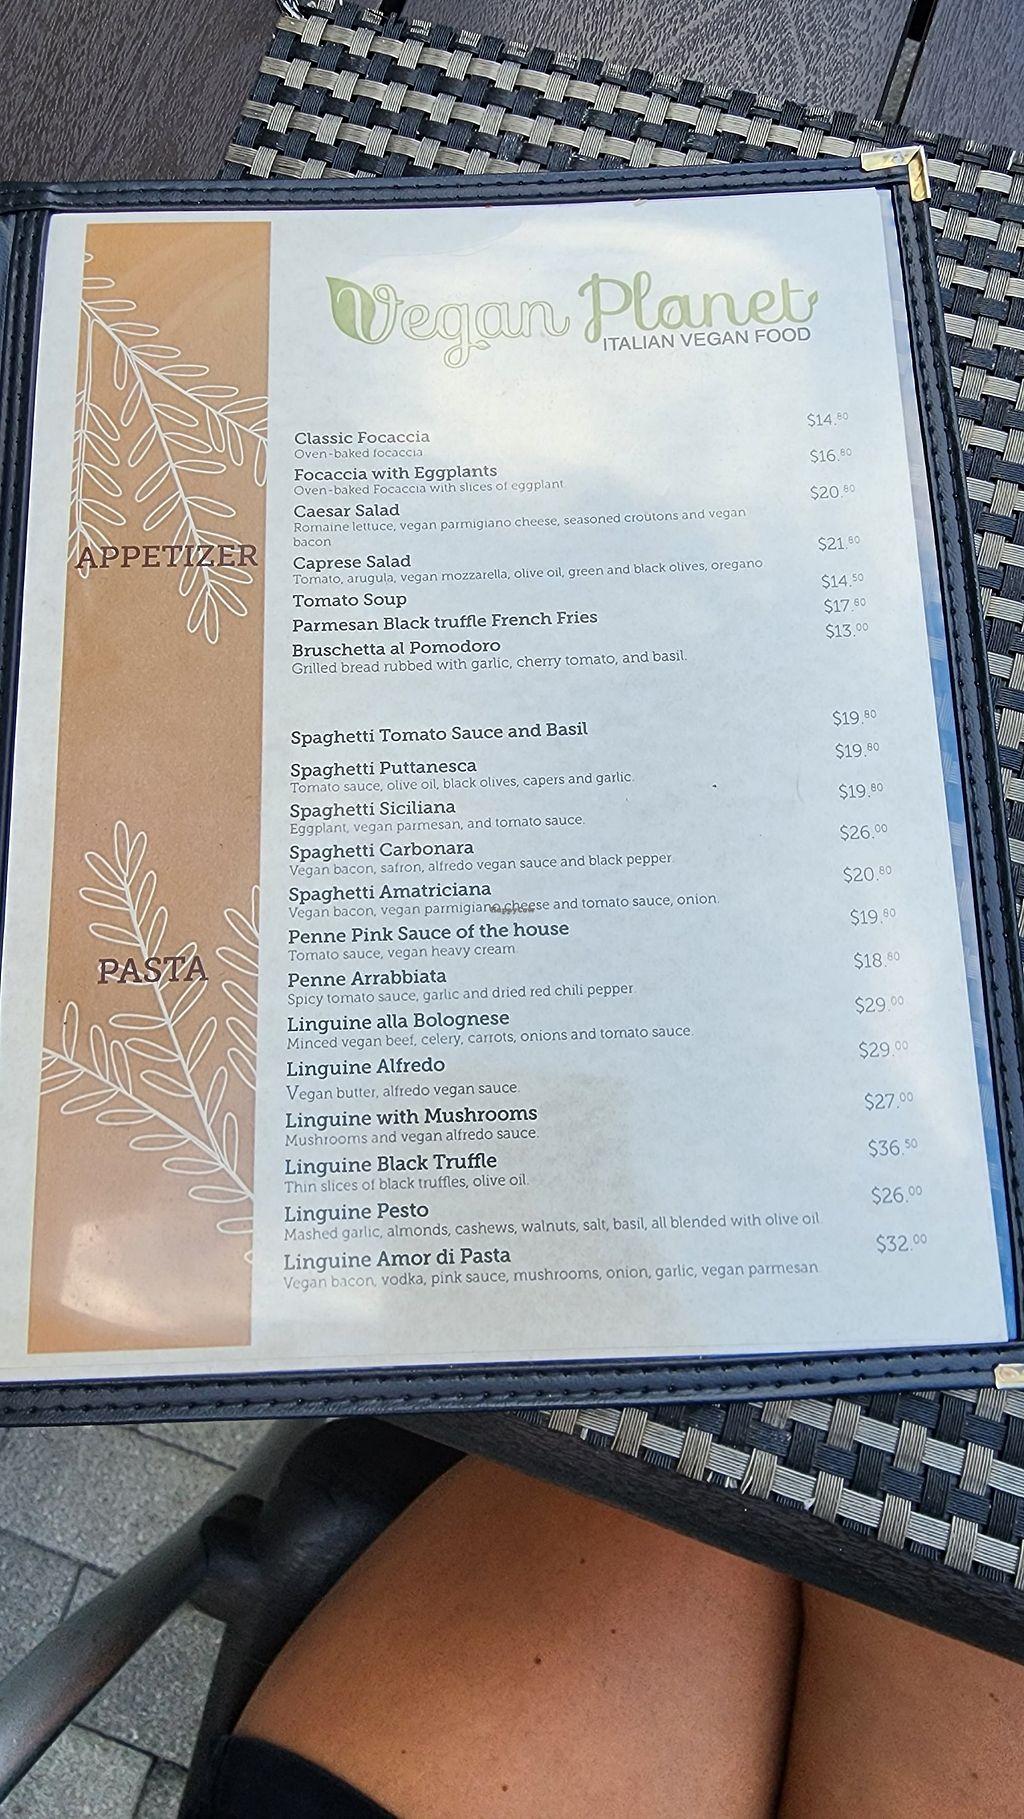 Vegan Planet
ITALIAN VEGAN FOOD
APPETIZER
Classic Focaccia $14.80
Oven-baked focaccia
Focaccia with Eggplants $16.80
Oven-baked Focaccia with slices of eggplant
Caesar Salad $20.80
Romaine lettuce, vegan parmigiano cheese, seasoned croutons and vegan
bacon
Caprese Salad $21.80
Tomato, arugula, vegan mozzarella, olive oil, green and black olives, oregano
Tomato Soup $14.50
Parmesan Black truffle French Fries $17.80
Bruschetta al Pomodoro $13.00
Grilled bread rubbed with garlic, cherry tomato, and basil.
PASTA
Spaghetti Tomato Sauce and Basil $19.80
Spaghetti Puttanesca $19.80
Tomato sauce, olive oil, black olives, capers and garlic.
Spaghetti Siciliana $19.80
Eggplant, vegan parmesan, and tomato sauce.
Spaghetti Carbonara $26.00
Vegan bacon, safron, alfredo vegan sauce and black pepper.
Spaghetti Amatriciana $20.80
Vegan bacon, vegan parmigiano cheese and tomato sauce, onion.
HappyCow
Penne Pink Sauce of the house $19.80
Tomato sauce, vegan heavy cream.
Penne Arrabbiata $18.80
Spicy tomato sauce, garlic and dried red chili pepper.
Linguine alla Bolognese $29.00
Minced vegan beef, celery, carrots, onions and tomato sauce.
Linguine Alfredo $29.00
Vegan butter, alfredo vegan sauce.
Linguine with Mushrooms $27.00
Mushrooms and vegan alfredo sauce.
Linguine Black Truffle $36.50
Thin slices of black truffles, olive oil.
Linguine Pesto $26.00
Mashed garlic, almonds, cashews, walnuts, salt, basil, all blended with olive oil.
Linguine Amor di Pasta $32.00
Vegan bacon, vodka, pink sauce, mushrooms, onion, garlic, vegan parmesan.